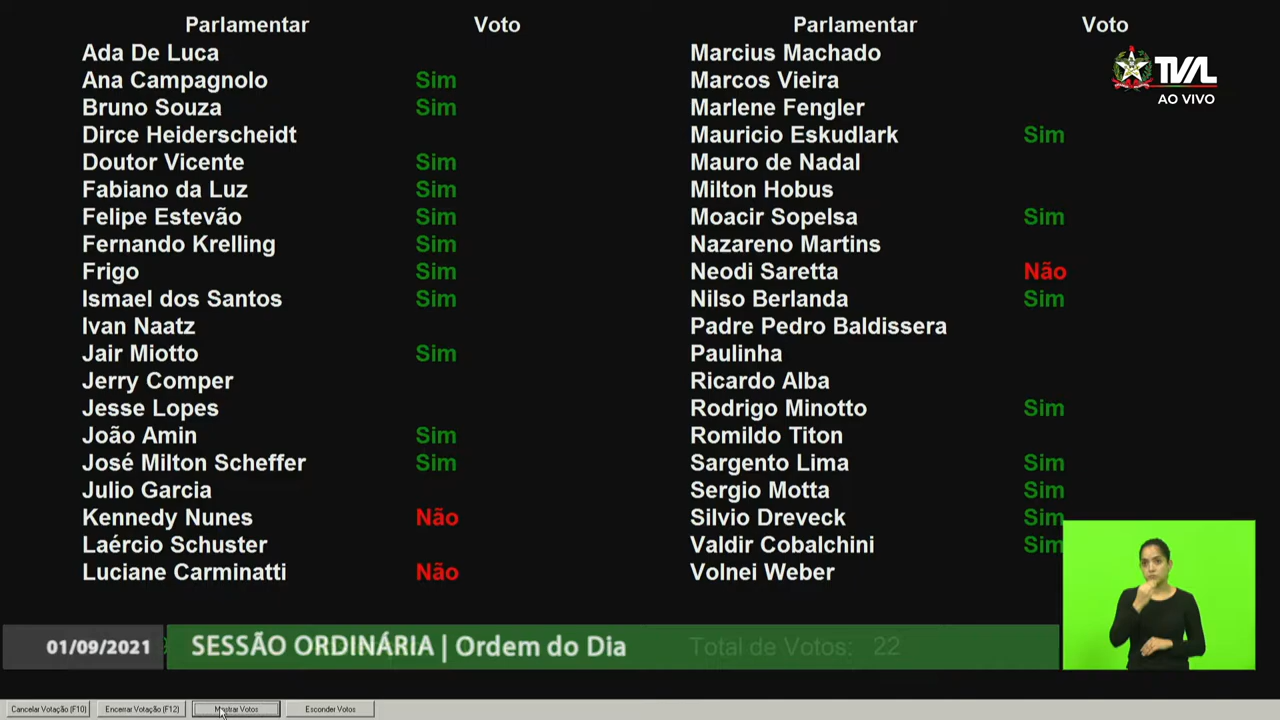 Parlamentar Voto
Ada De Luca
Ana Campagnolo Sim
Bruno Souza Sim
Dirce Heiderscheidt
Doutor Vicente Sim
Fabiano da Luz Sim
Felipe Estevão Sim
Fernando Krelling Sim
Frigo Sim
Ismael dos Santos Sim
Ivan Naatz
Jair Miotto Sim
Jerry Comper
Jesse Lopes
João Amin Sim
José Milton Scheffer Sim
Julio Garcia
Kennedy Nunes Não
Laércio Schuster
Luciane Carminatti Não
Parlamentar Voto
Marcius Machado
Marcos Vieira
Marlene Fengler
Mauricio Eskudlark Sim
Mauro de Nadal
Milton Hobus
Moacir Sopelsa Sim
Nazareno Martins
Neodi Saretta Não
Nilso Berlanda Sim
Padre Pedro Baldissera
Paulinha
Ricardo Alba
Rodrigo Minotto Sim
Romildo Titon
Sargento Lima Sim
Sergio Motta Sim
Silvio Dreveck Sim
Valdir Cobalchini Sim
Volnei Weber
TVAL
AO VIVO
01/09/2021 SESSÃO ORDINÁRIA | Ordem do Dia Total de Votos: 22
Cancelar Votação (F10) Encerrar Votação (F12) Mostrar Votos Esconder Votos